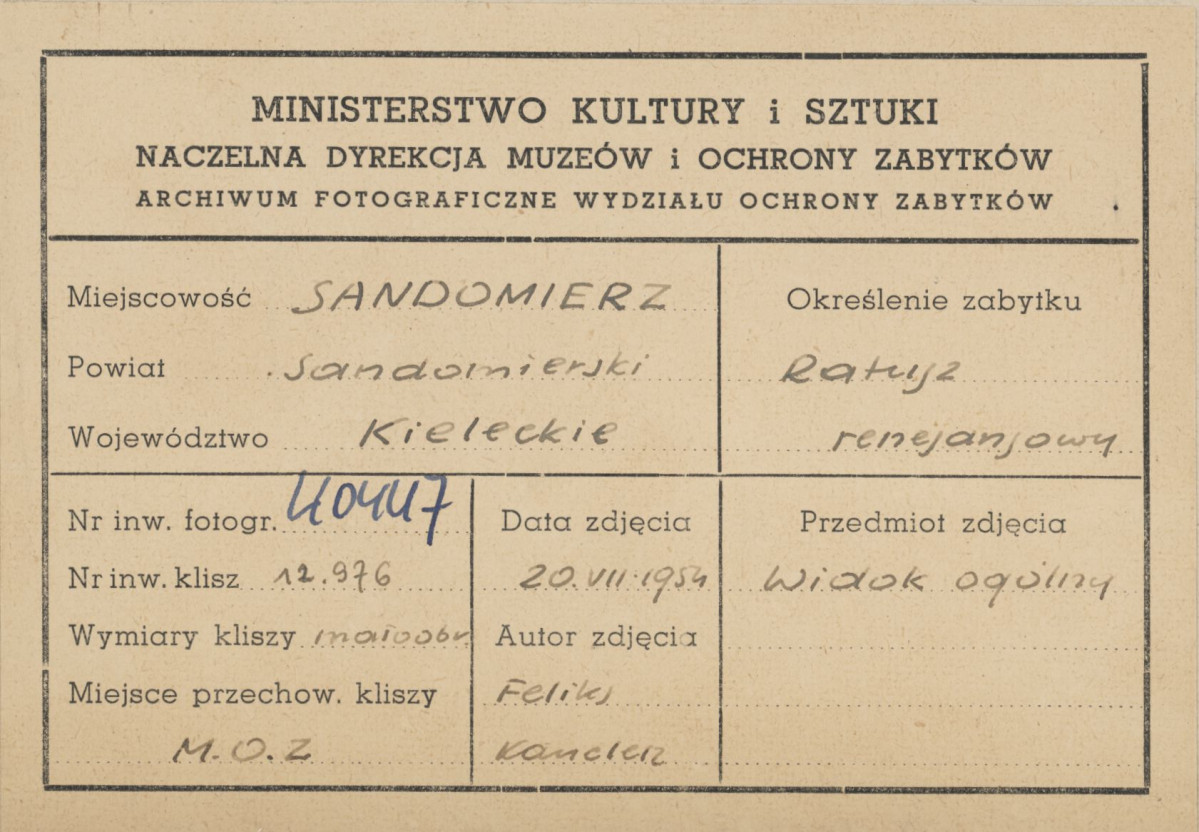 MINISTERSTWO KULTURY i SZTUKI
NACZELNA DYREKCJA MUZEÓW i OCHRONY ZABYTKÓW
ARCHIWUM FOTOGRAFICZNE WYDZIAŁU OCHRONY ZABYTKÓW
Miejscowość SANDOMIERZ
Powiat Sandomierski
Województwo Kieleckie
Określenie zabytku
Ratusz
renesansowy
Nr inw. fotogr. 40447
Nr inw. klisz 12.976
Wymiary kliszy małoobr
Miejsce przechow. kliszy
M.O.Z
Data zdjęcia
20.VII.1954
Autor zdjęcia
Feliks
Kanclerz
Przedmiot zdjęcia
Widok ogólny